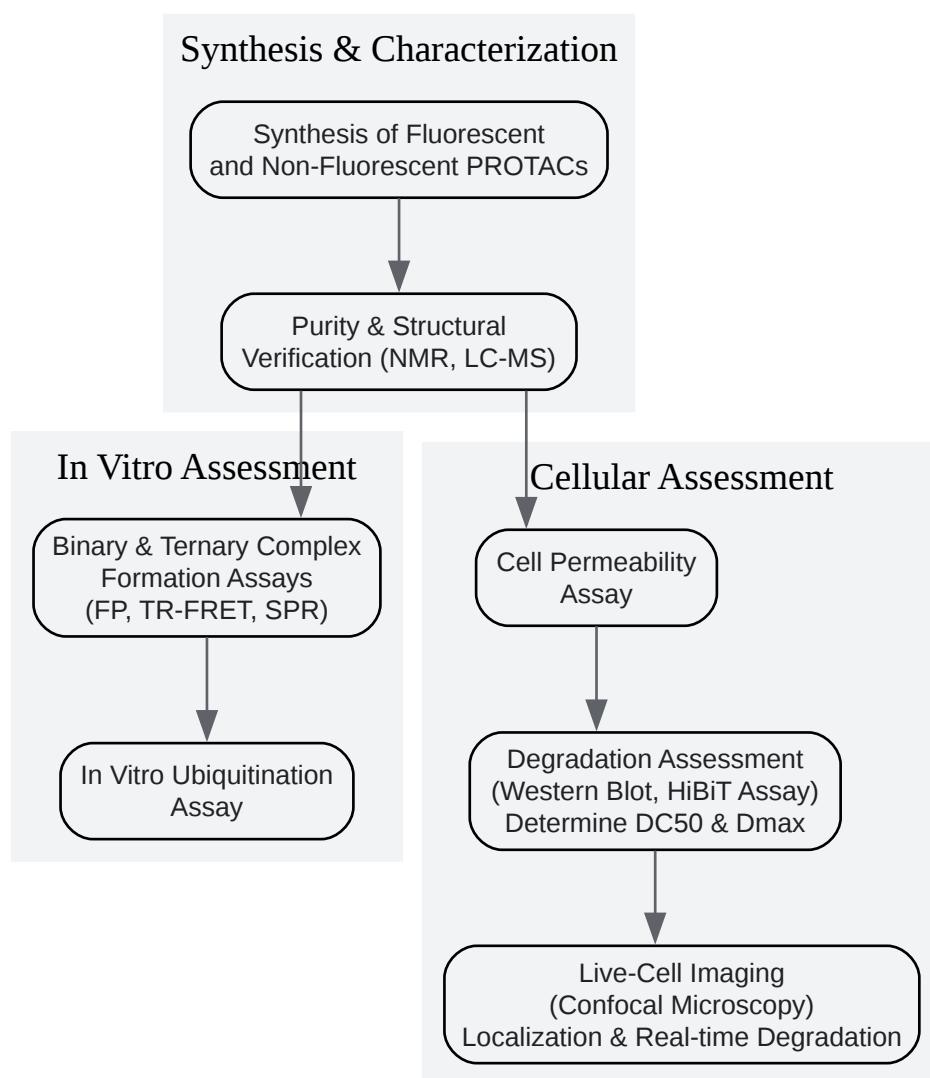 Synthesis & Characterization
Synthesis of Fluorescent
and Non-Fluorescent PROTACs
Purity & Structural
Verification (NMR, LC-MS)
In Vitro Assessment
Binary & Ternary Complex
Formation Assays
(FP, TR-FRET, SPR)
In Vitro Ubiquitination
Assay
Cellular Assessment
Cell Permeability
Assay
Degradation Assessment
(Western Blot, HiBiT Assay)
Determine DC50 & Dmax
Live-Cell Imaging
(Confocal Microscopy)
Localization & Real-time Degradation